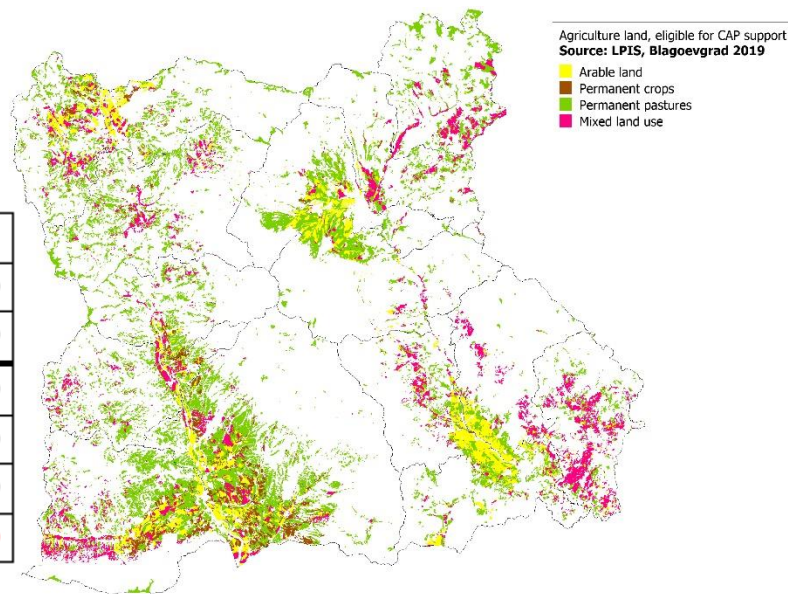 Agriculture land, eligible for CAP support
Source: LPIS, Blagoevgrad 2019
Arable land
Permanent crops
Permanent pastures
Mixed land use